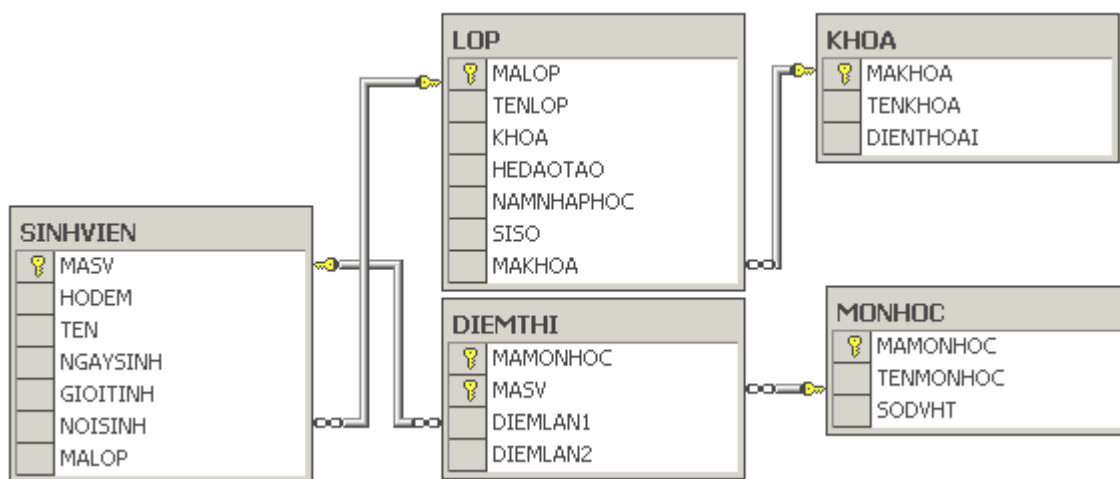 LOP
MALOP
TENLOP
KHOA
HEDAOTAO
NAMNHAPHOC
SISO
MAKHOA
KHOA
MAKHOA
TENKHOA
DIENTHOAI
SINHVIEN
MASV
HODEM
TEN
NGAYSINH
GIOITINH
NOISINH
MALOP
DIEMTHI
MAMONHOC
MASV
DIEMLAN1
DIEMLAN2
MONHOC
MAMONHOC
TENMONHOC
SODVHT